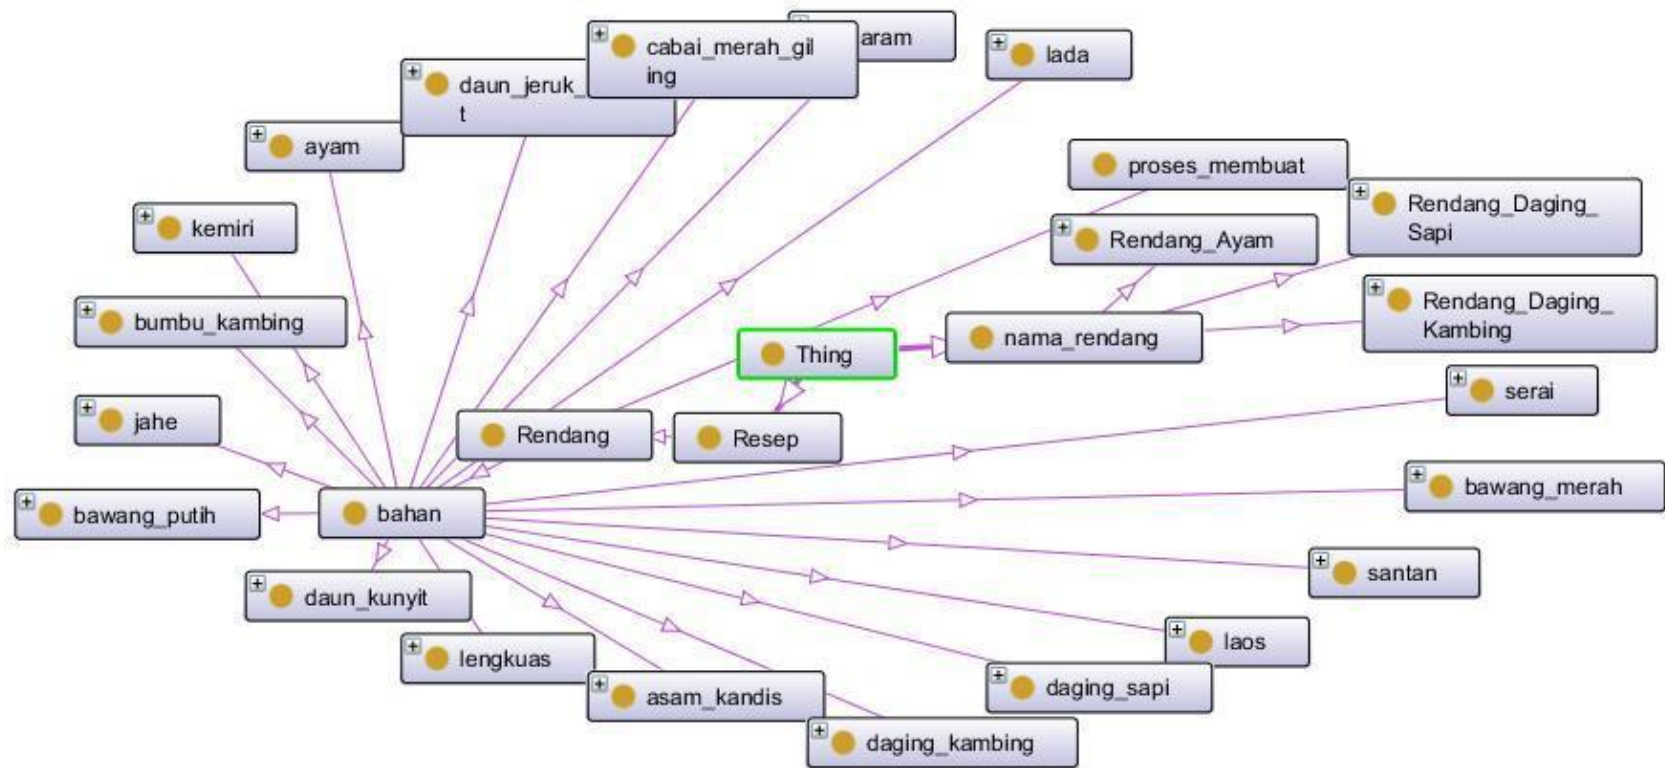 cabai_merah_gil
ing
aram
lada
daun_jeruk_
t
ayam
proses_membuat
Rendang_Daging_
Sapi
kemiri
Rendang_Ayam
Rendang_Daging_
Kambing
bumbu_kambing
Thing
nama_rendang
serai
jahe
Rendang
Resep
bawang_merah
bawang_putih
bahan
santan
daun_kunyit
laos
lengkuas
daging_sapi
asam_kandis
daging_kambing